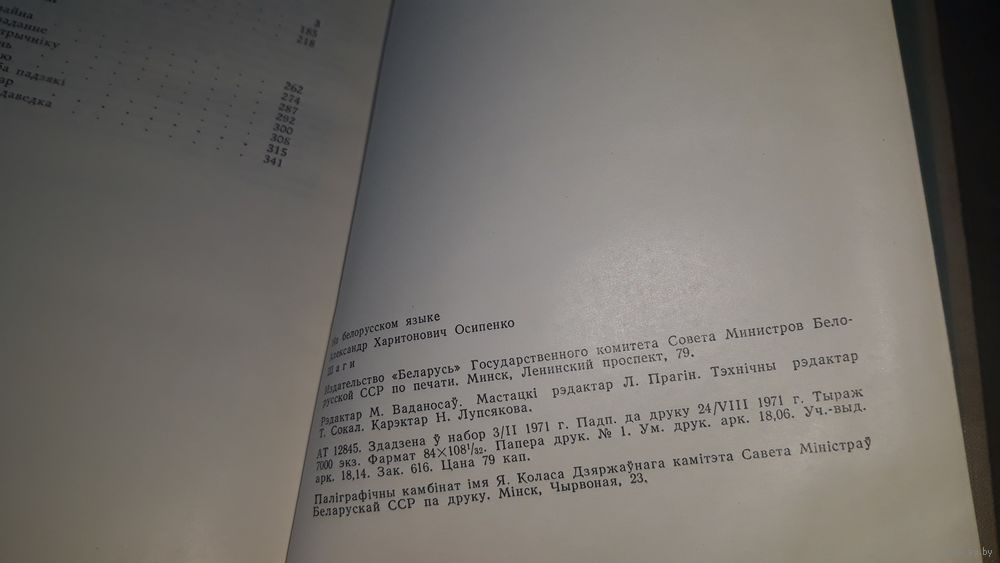 3
185
218
падзякі
262
274
287
292
300
308
315
341
На белорусском языке
Александр Харитонович Осипенко
Шаги
Издательство «Беларусь» Государственного комитета Совета Министров Бело-
русской ССР по печати. Минск, Ленинский проспект, 79.
Рэдактар М. Ваданосаў. Мастацкі рэдактар Л. Прагін. Тэхнічны рэдактар
Т. Сокал. Карэктар Н. Лупсякова.
АТ 12845. Здадзена ў набор 3/II 1971 г. Падп. да друку 24/VIII 1971 г. Тыраж
7000 экз. Фармат 84×108¹/₃₂. Папера друк. № 1. Ум. друк. арк. 18,06. Уч.-выд.
арк. 18,14. Зак. 616. Цана 79 кап.
Паліграфічны камбінат імя Я. Коласа Дзяржаўнага камітэта Савета Міністраў
Беларускай ССР па друку. Мінск, Чырвоная, 23.